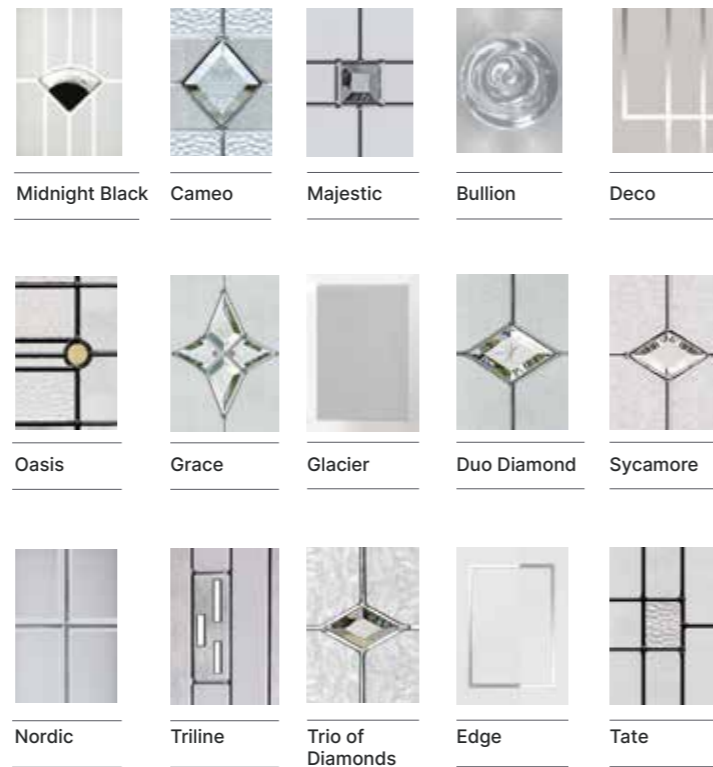 Midnight Black
Cameo
Majestic
Bullion
Deco
Oasis
Grace
Glacier
Duo Diamond
Sycamore
Nordic
Triline
Trio of
Diamonds
Edge
Tate